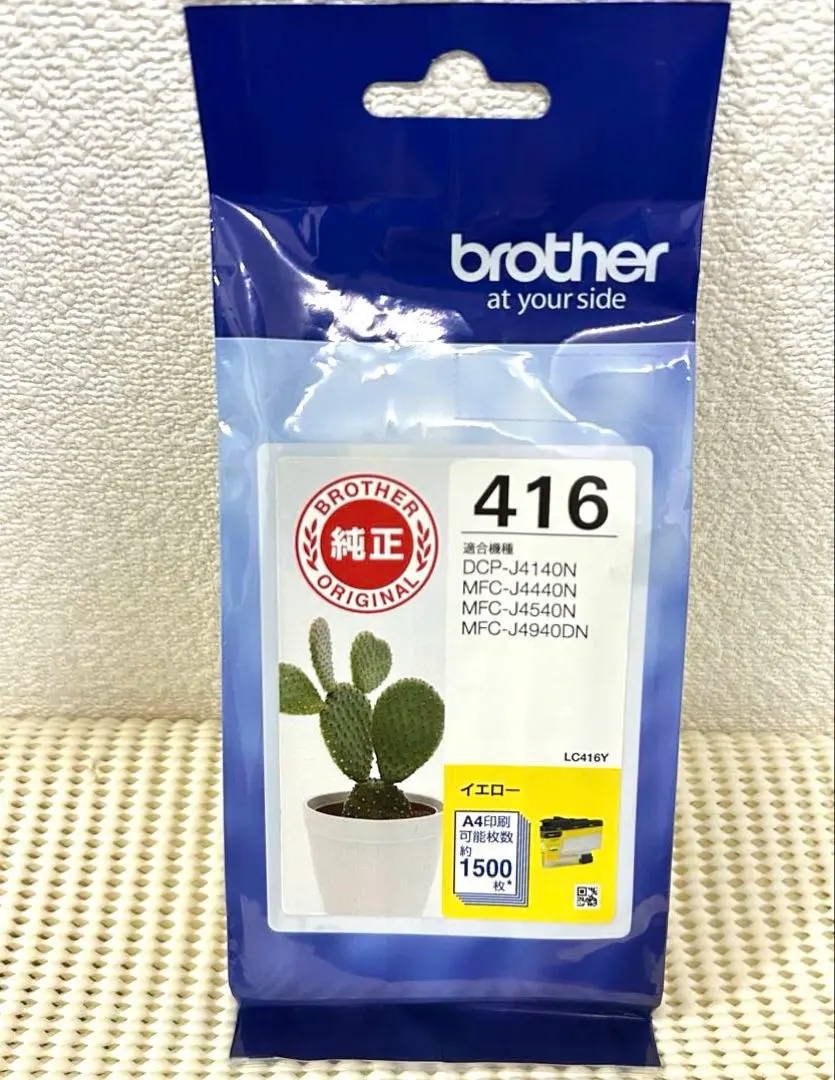 brother
at your side
BROTHER
純正
ORIGINAL
416
適合機種
DCP-J4140N
MFC-J4440N
MFC-J4540N
MFC-J4940DN
LC416Y
イエロー
A4印刷
可能枚数
約
1500
枚*